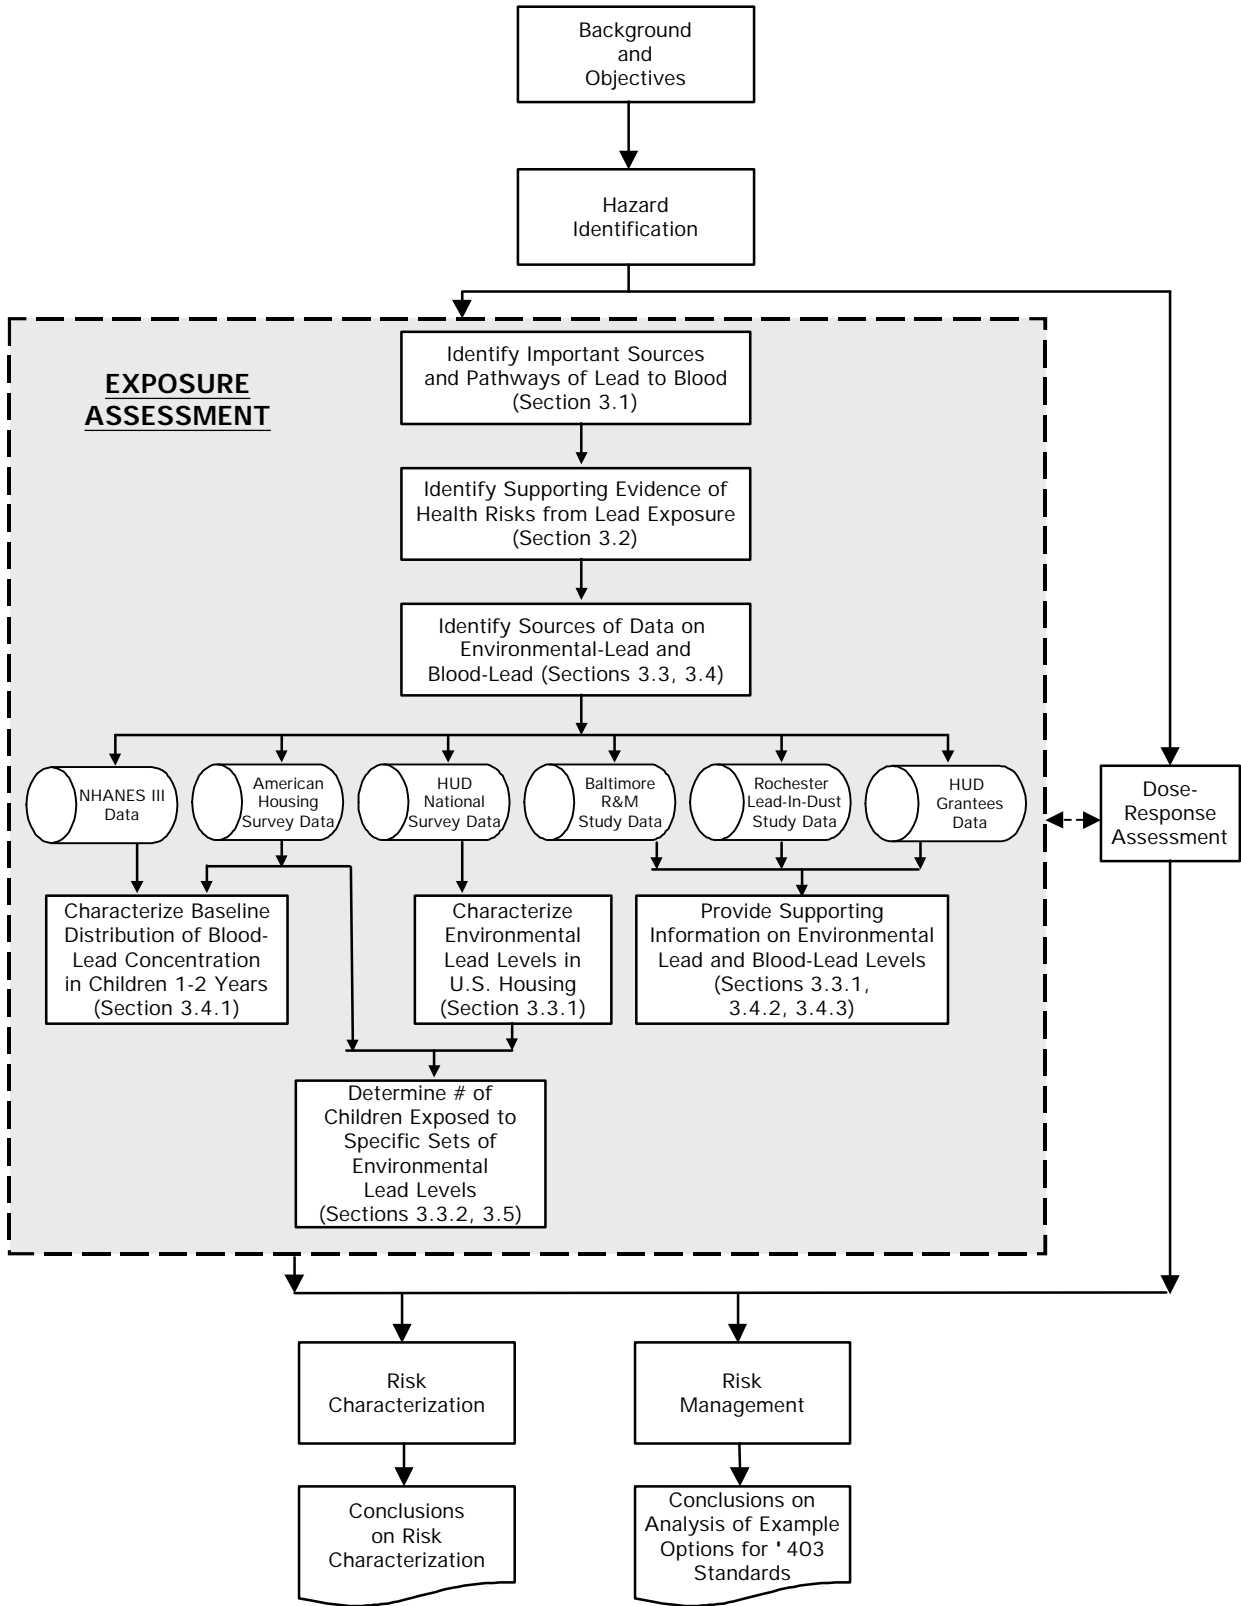 Background
and
Objectives
Hazard
Identification
EXPOSURE
ASSESSMENT
Identify Important Sources
and Pathways of Lead to Blood
(Section 3.1)
Identify Supporting Evidence of
Health Risks from Lead Exposure
(Section 3.2)
Identify Sources of Data on
Environmental-Lead and
Blood-Lead (Sections 3.3, 3.4)
NHANES III
Data
American
Housing
Survey Data
HUD
National
Survey Data
Baltimore
R&M
Study Data
Rochester
Lead-In-Dust
Study Data
HUD
Grantees
Data
Dose-
Response
Assessment
Characterize Baseline
Distribution of Blood-
Lead Concentration
in Children 1-2 Years
(Section 3.4.1)
Characterize
Environmental
Lead Levels in
U.S. Housing
(Section 3.3.1)
Provide Supporting
Information on Environmental
Lead and Blood-Lead Levels
(Sections 3.3.1,
3.4.2, 3.4.3)
Determine # of
Children Exposed to
Specific Sets of
Environmental
Lead Levels
(Sections 3.3.2, 3.5)
Risk
Characterization
Risk
Management
Conclusions
on Risk
Characterization
Conclusions on
Analysis of Example
Options for '403
Standards